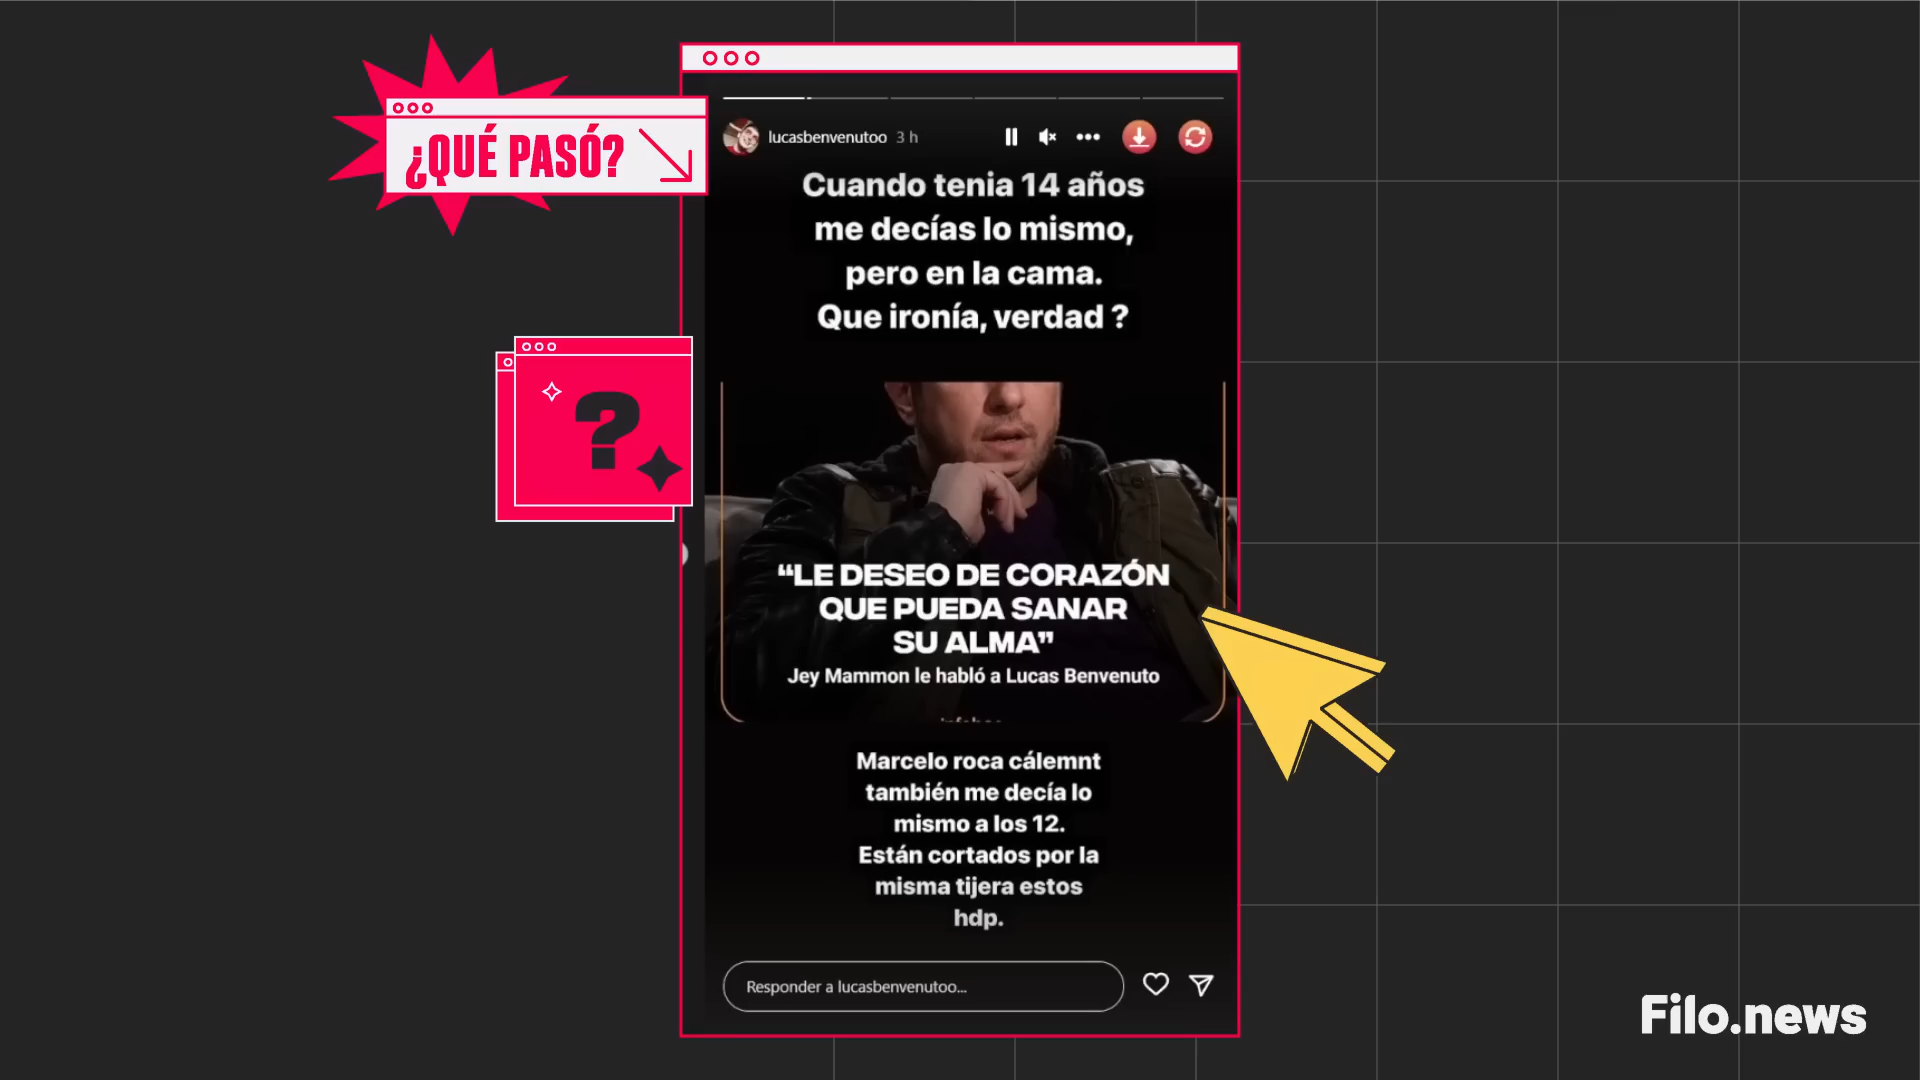 ¿QUÉ PASÓ?
lucasbenvenutoo 3 h
Cuando tenia 14 años
me decías lo mismo,
pero en la cama.
Que ironía, verdad ?
?
“LE DESEO DE CORAZÓN
QUE PUEDA SANAR
SU ALMA”
Jey Mammon le habló a Lucas Benvenuto
Marcelo roca cálemnt
también me decía lo
mismo a los 12.
Están cortados por la
misma tijera estos
hdp.
Responder a lucasbenvenutoo...
Filo.news